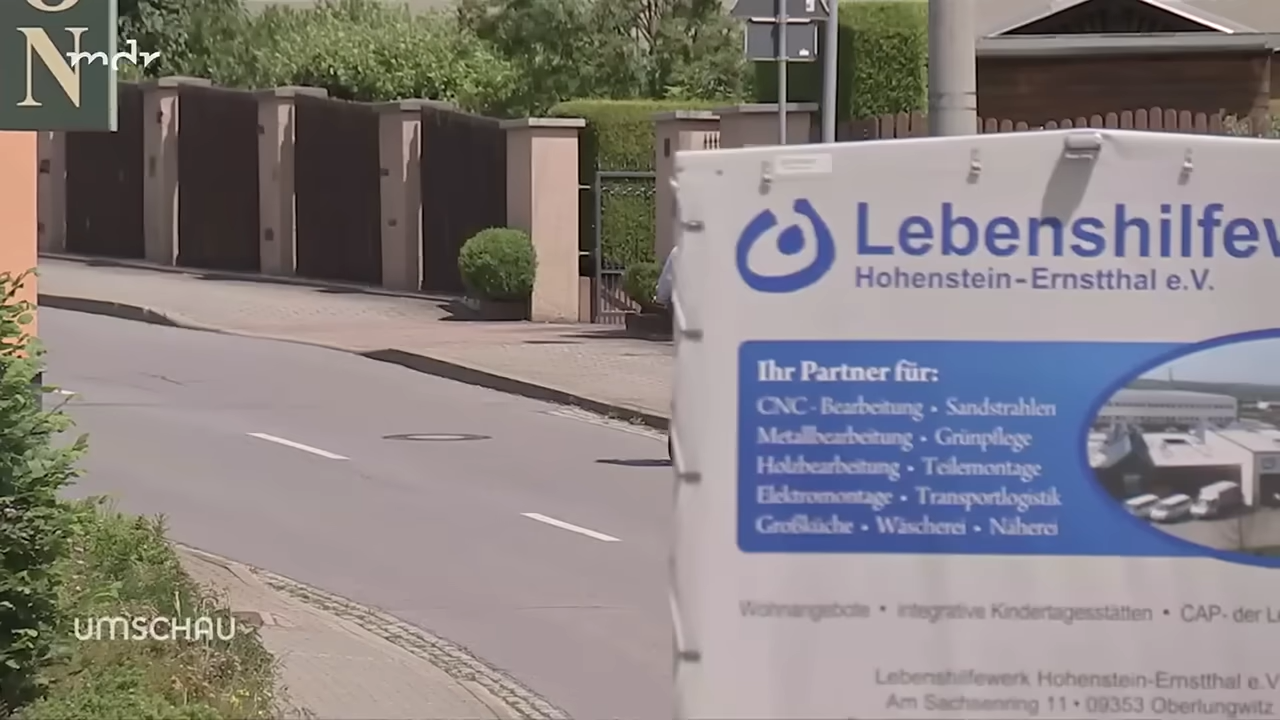 N
mdr
Lebenshilfew
Hohenstein-Ernstthal e.V.
Ihr Partner für:
CNC-Bearbeitung • Sandstrahlen
Metallbearbeitung • Grünpflege
Holzbearbeitung • Teilemontage
Elektromontage • Transportlogistik
Großküche • Wäscherei • Näherei
Wohnangebote • integrative Kindertagesstätten • CAP- der L
Lebenshilfewerk Hohenstein-Ernstthal e.V
Am Sachsenring 11 • 09353 Oberlungwitz
UMSCHAU